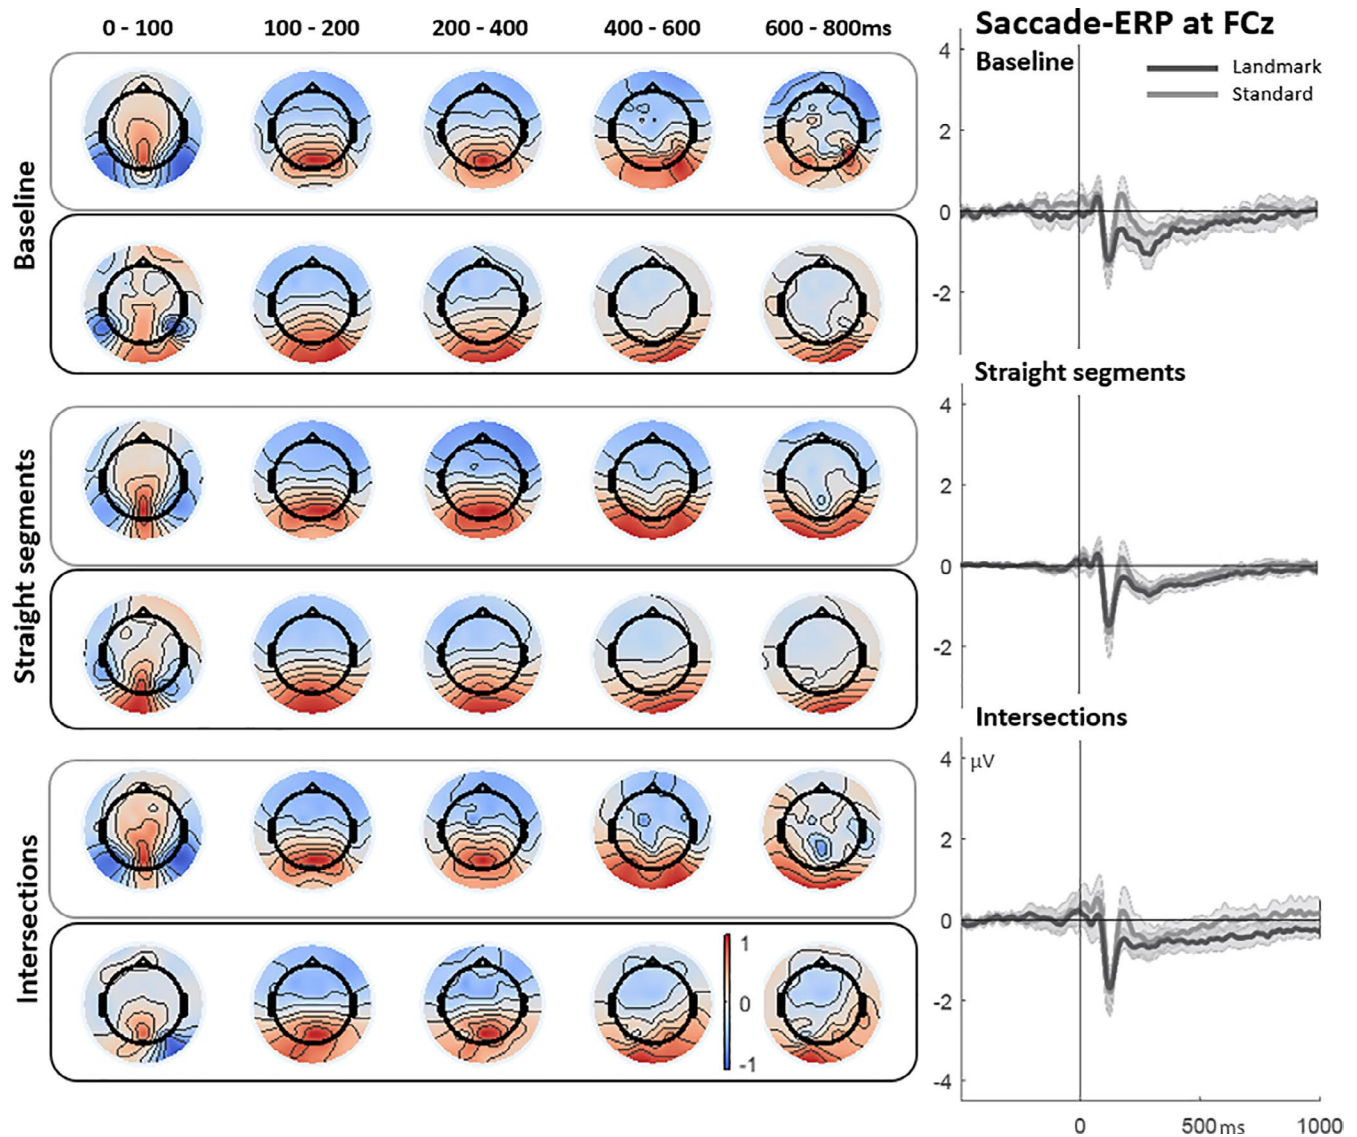 0 - 100 100 - 200 200 - 400 400 - 600 600 - 800ms
Baseline
Straight segments
Intersections
1
0
-1
Saccade-ERP at FCz
Baseline
Landmark
Standard
4
2
0
-2
Straight segments
4
2
0
-2
Intersections
4
µV
2
0
-2
-4
0 500 ms 1000